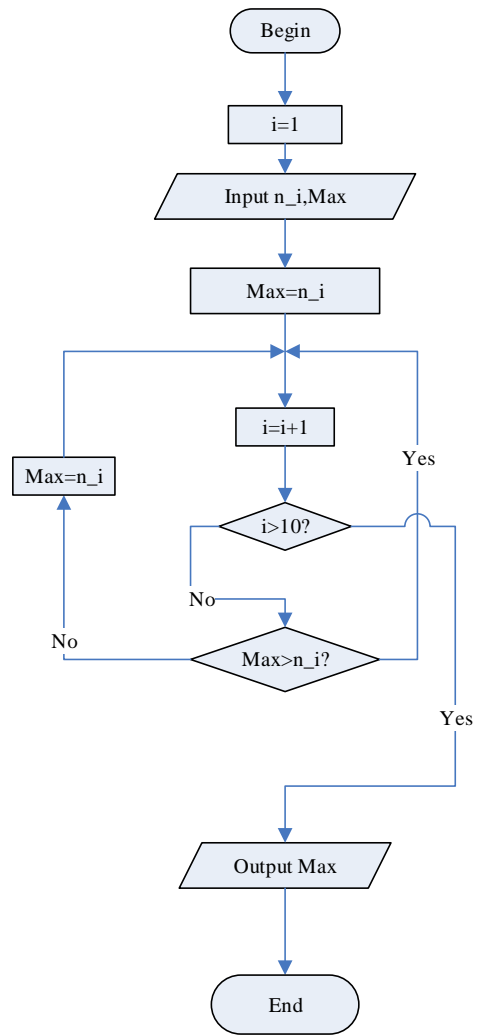 Begin
i=1
Input n_i,Max
Max=n_i
i=i+1
Yes
Max=n_i
i>10?
No
No
Max>n_i?
Yes
Output Max
End